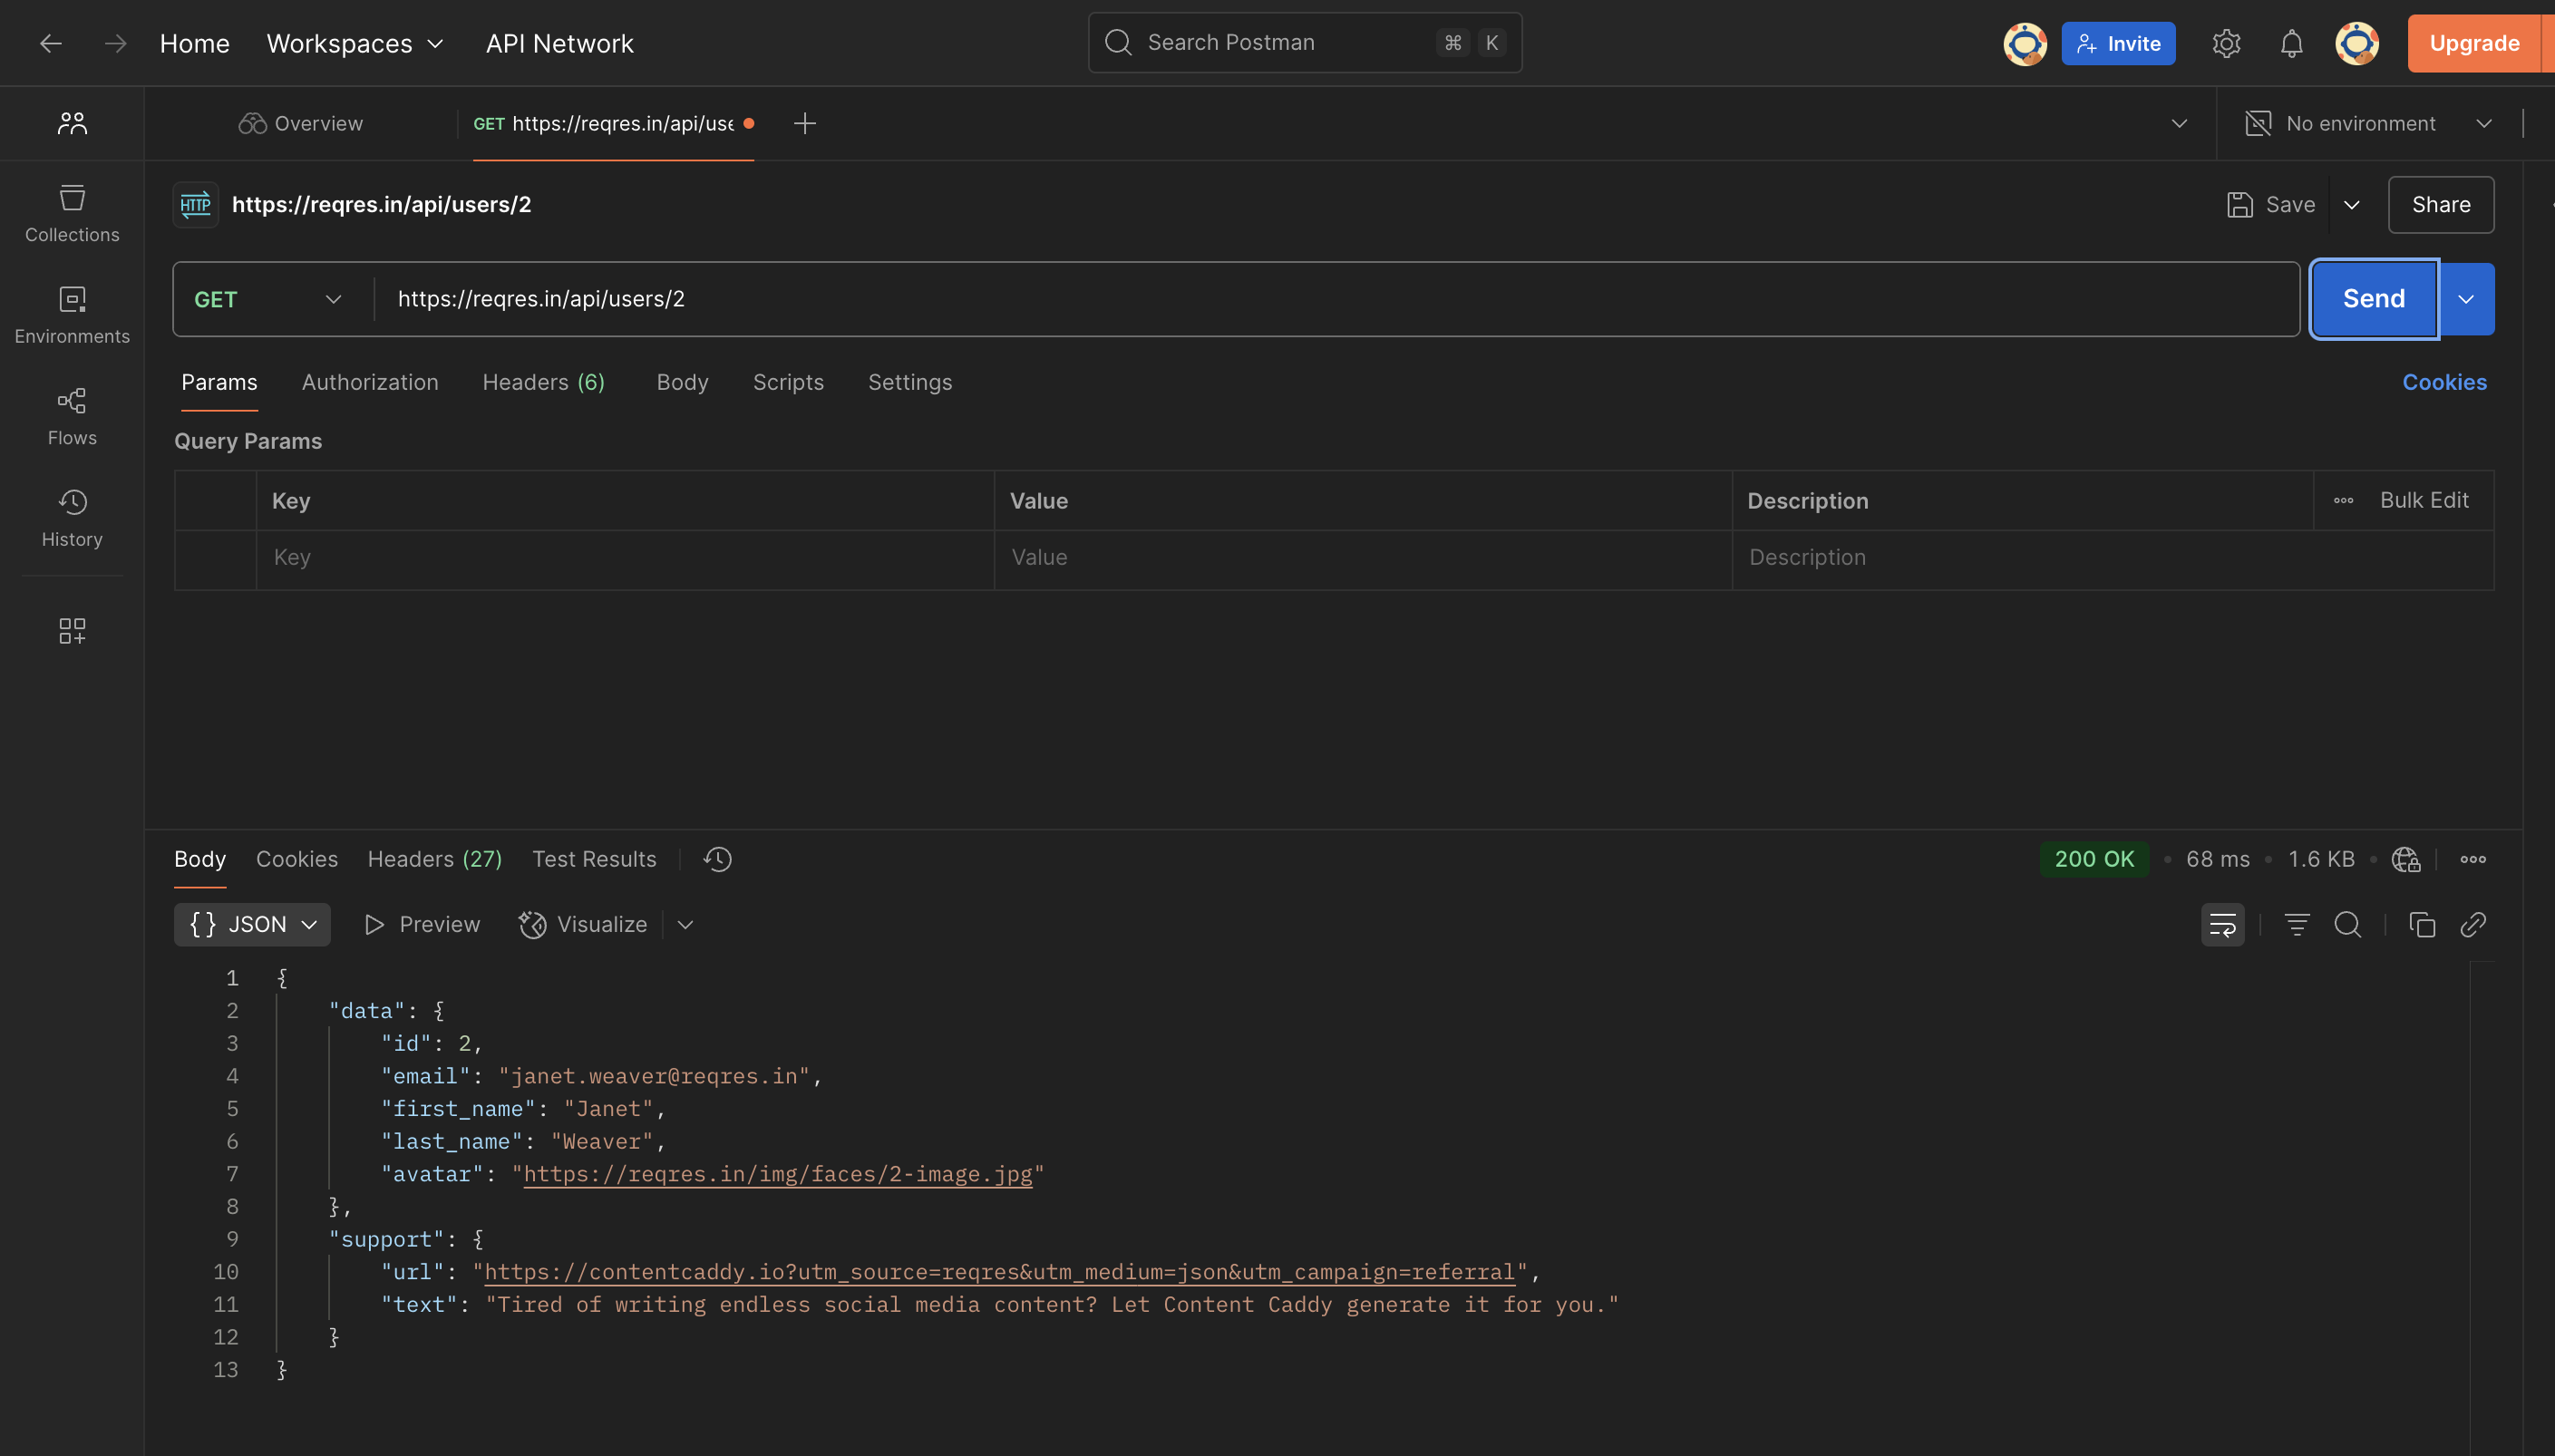 Home Workspaces API Network Search Postman ⌘ K Invite Upgrade
Overview GET https://reqres.in/api/use No environment
HTTP https://reqres.in/api/users/2 Save Share
Collections
Environments
Flows
History
GET https://reqres.in/api/users/2 Send
Params Authorization Headers (6) Body Scripts Settings Cookies
Query Params
Key Value Description Bulk Edit
Key Value Description
Body Cookies Headers (27) Test Results 200 OK • 68 ms • 1.6 KB •
{} JSON Preview Visualize
1 {
2 "data": {
3 "id": 2,
4 "email": "janet.weaver@reqres.in",
5 "first_name": "Janet",
6 "last_name": "Weaver",
7 "avatar": "https://reqres.in/img/faces/2-image.jpg"
8 },
9 "support": {
10 "url": "https://contentcaddy.io?utm_source=reqres&utm_medium=json&utm_campaign=referral",
11 "text": "Tired of writing endless social media content? Let Content Caddy generate it for you."
12 }
13 }